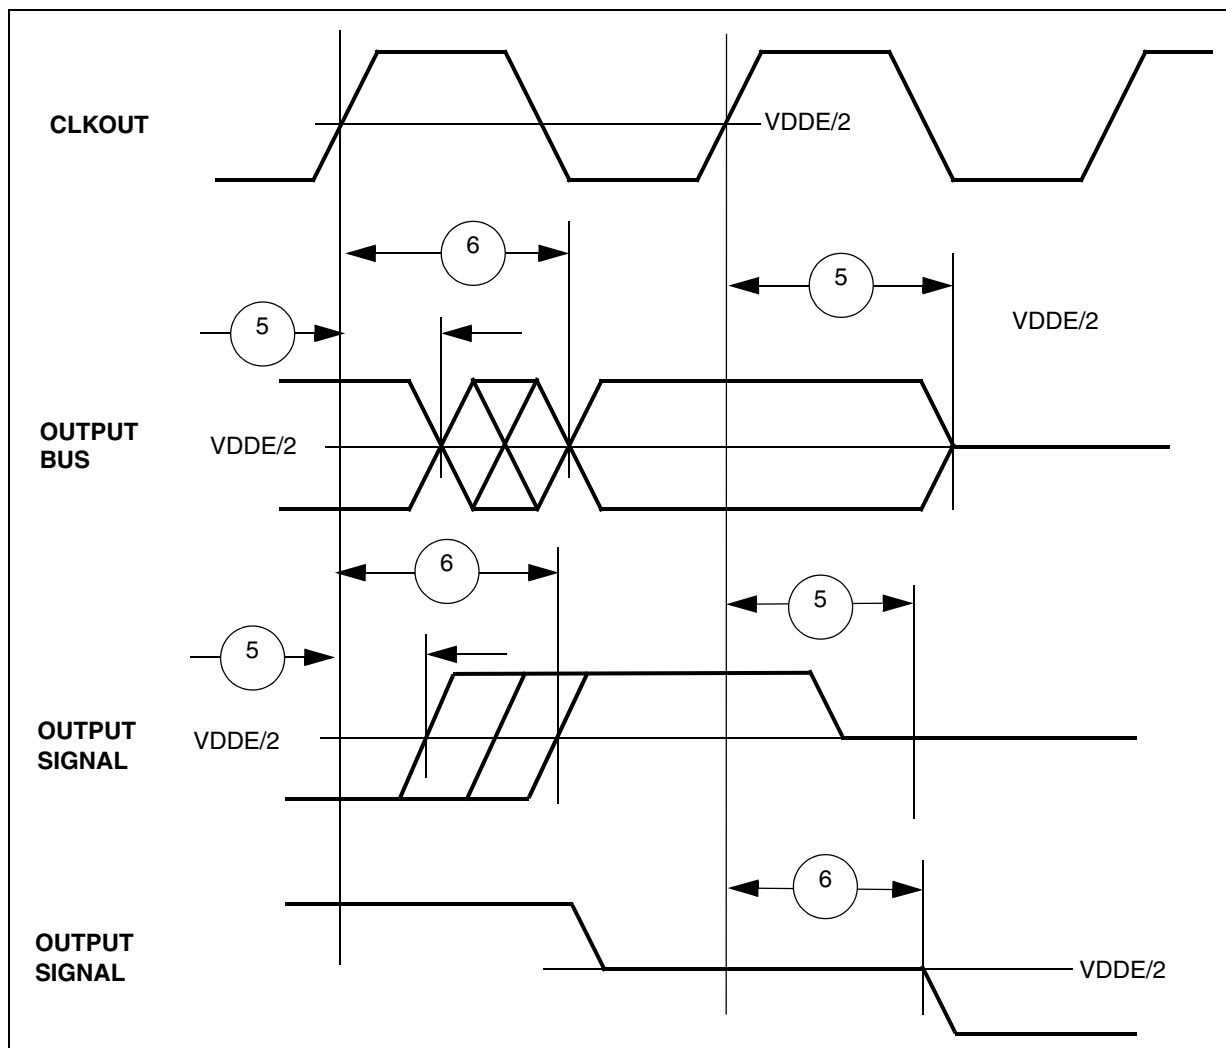 CLKOUT
VDDE/2
6
5
5
VDDE/2
OUTPUT
BUS
VDDE/2
6
5
5
OUTPUT
SIGNAL
VDDE/2
6
OUTPUT
SIGNAL
VDDE/2